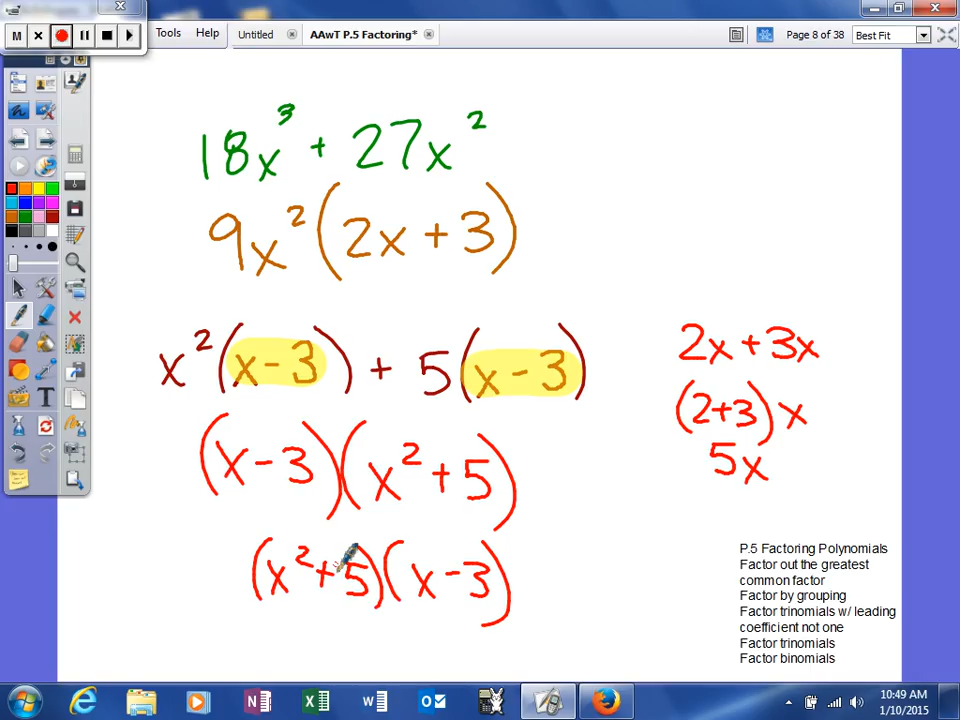 M
Tools Help Untitled AAwT P.5 Factoring* Page 8 of 38 Best Fit
18x³ + 27x²
9x²(2x+3)
x²(x-3) + 5(x-3)
(x-3)(x²+5)
(x²+5)(x-3)
2x+3x
(2+3)x
5x
P.5 Factoring Polynomials
Factor out the greatest
common factor
Factor by grouping
Factor trinomials w/ leading
coefficient not one
Factor trinomials
Factor binomials
10:49 AM
1/10/2015